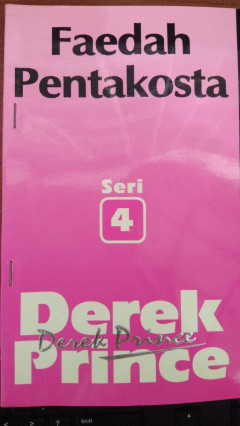 Faedah
Pentakosta
Seri
4
Derek
Derek Prince
Prince